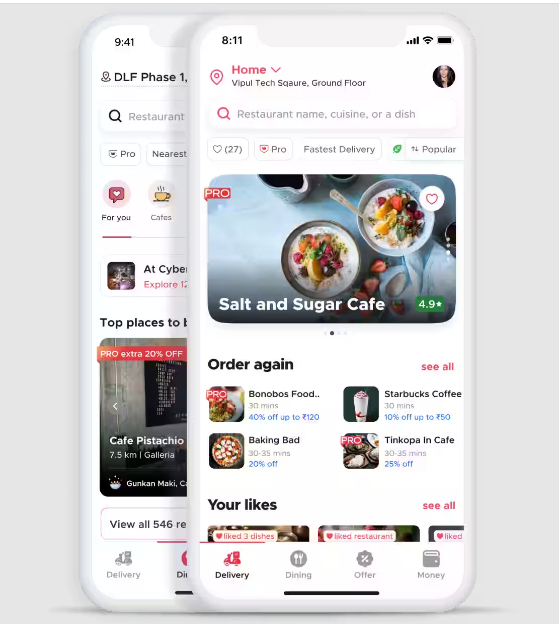 9:41
DLF Phase 1,
Restaurant
Pro
Nearest
For you
Cafes
At Cyber
Explore 12
Top places to b
PRO extra 20% OFF
Cafe Pistachio
7.5 km | Galleria
Gunkan Maki, Ca
View all 546 re
Delivery
Di
8:11
Home
Vipul Tech Sqaure, Ground Floor
Restaurant name, cuisine, or a dish
(27)
Pro
Fastest Delivery
Popular
PRO
Salt and Sugar Cafe
4.9★
Order again
see all
PRO
Bonobos Food..
30 mins
40% off up to ₹120
Starbucks Coffee
30 mins
10% off up to ₹50
Baking Bad
30-35 mins
20% off
PRO
Tinkopa In Cafe
30-35 mins
25% off
Your likes
see all
liked 3 dishes
liked restaurant
liked
Delivery
Dining
Offer
Money